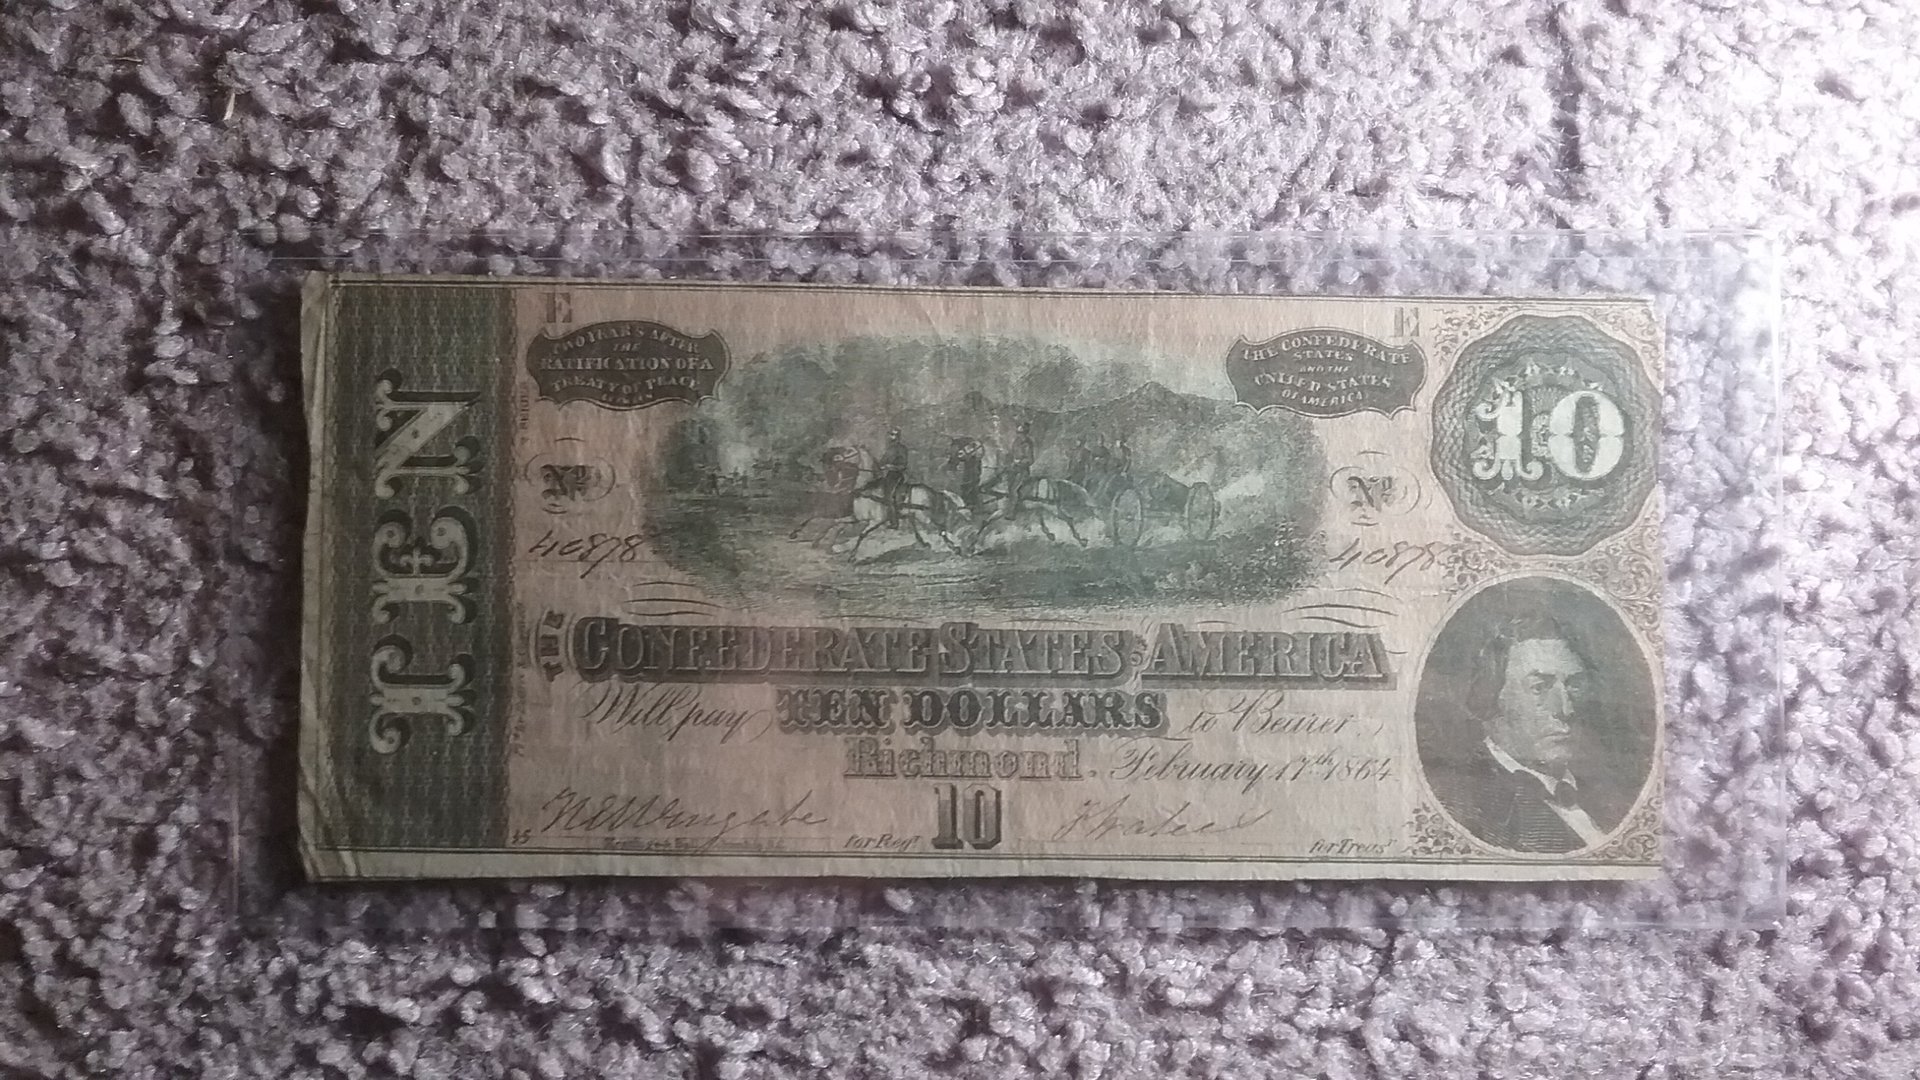 E
E
TWO YEARS AFTER
THE
RATIFICATION OF A
TREATY OF PEACE
BETWEEN
THE CONFEDERATE
STATES
AND THE
UNITED STATES
OF AMERICA,
10
TEN
No
No
40878
40878
THE CONFEDERATE STATES OF AMERICA
Will pay TEN DOLLARS to Bearer.
Richmond. February 17th 1864
10
for Regr
for Treasr